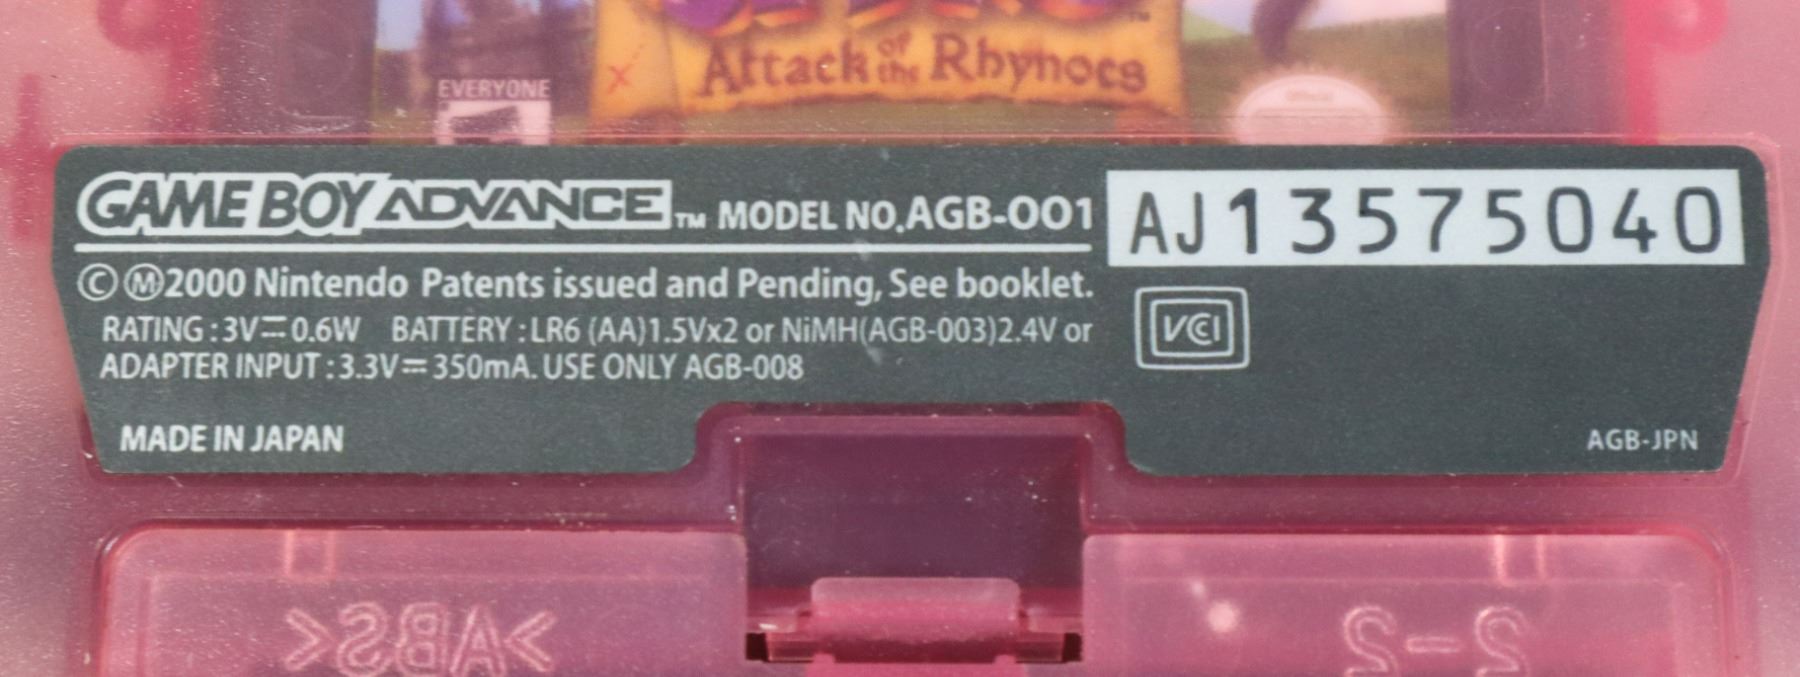 Attack of the Rhynocs
EVERYONE
GAME BOY ADVANCE™ MODEL NO.AGB-001
AJ13575040
©Ⓜ2000 Nintendo Patents issued and Pending, See booklet.
RATING:3V⎓0.6W BATTERY:LR6 (AA)1.5Vx2 or NiMH(AGB-003)2.4V or
ADAPTER INPUT:3.3V⎓350mA. USE ONLY AGB-008
VCCI
MADE IN JAPAN
AGB-JPN
>ABS<
2-2